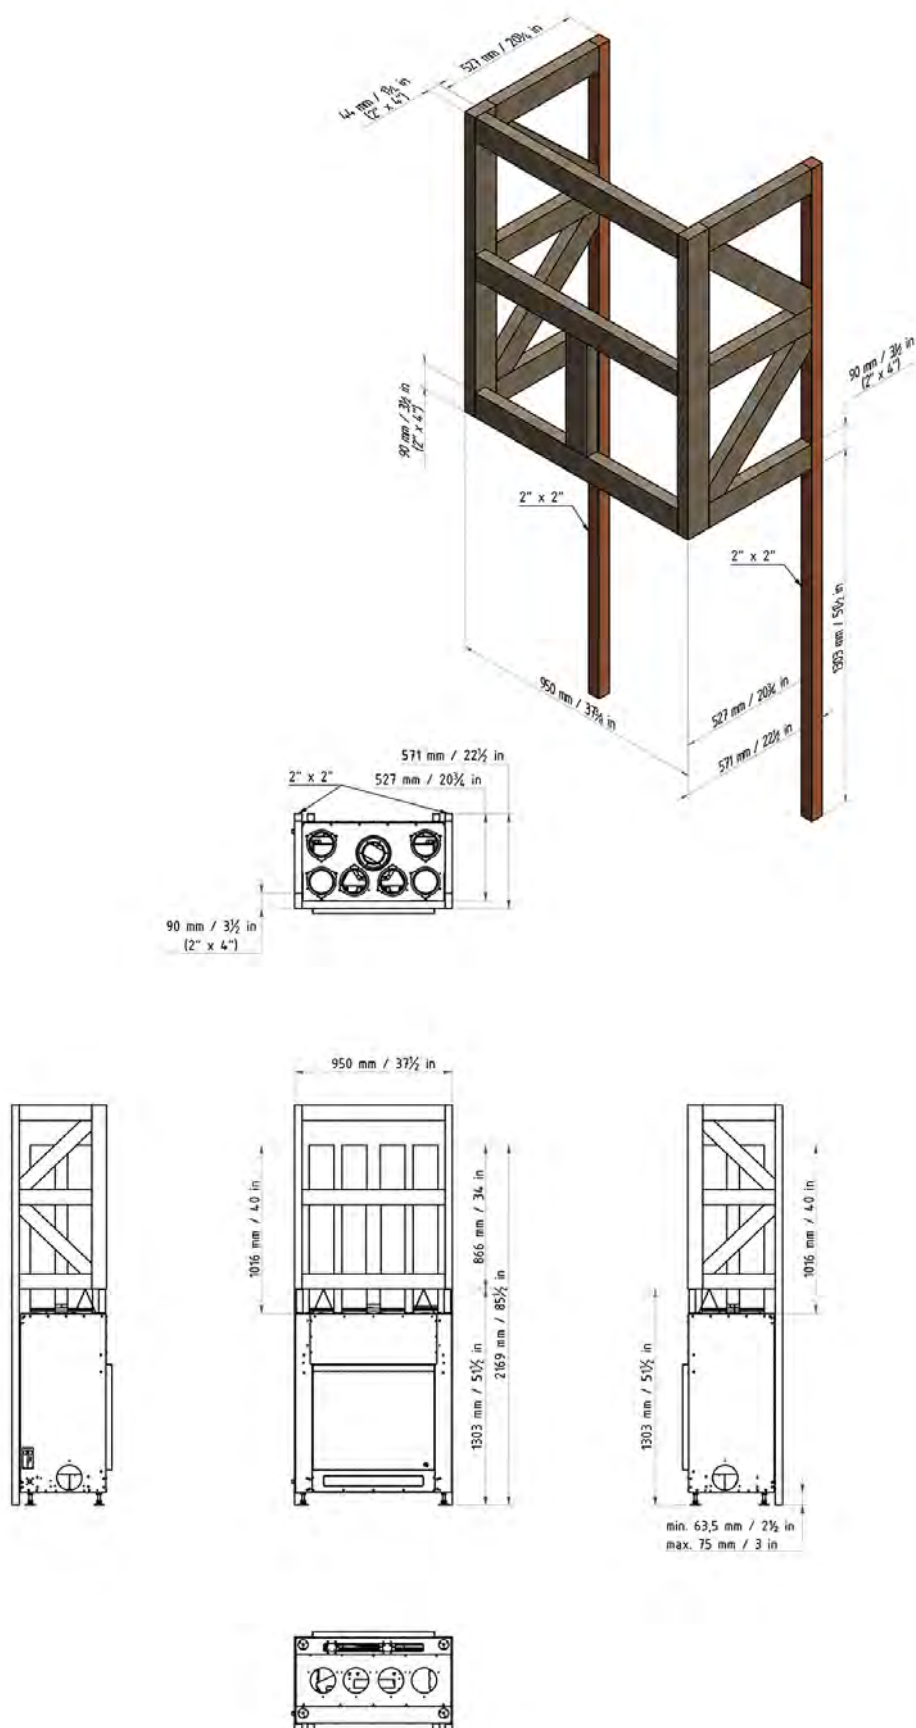 527 mm / 20¾ in
44 mm / 1½ in
(2" x 4")
90 mm / 3½ in
(2" x 4")
90 mm / 3½ in
(2" x 4")
2" x 2"
2" x 2"
1303 mm / 51½ in
950 mm / 37½ in
527 mm / 20¾ in
571 mm / 22½ in
571 mm / 22½ in
2" x 2"
527 mm / 20¾ in
90 mm / 3½ in
(2" x 4")
950 mm / 37½ in
1016 mm / 40 in
866 mm / 34 in
2169 mm / 85½ in
1303 mm / 51½ in
1016 mm / 40 in
1303 mm / 51½ in
min. 63,5 mm / 2½ in
max. 75 mm / 3 in